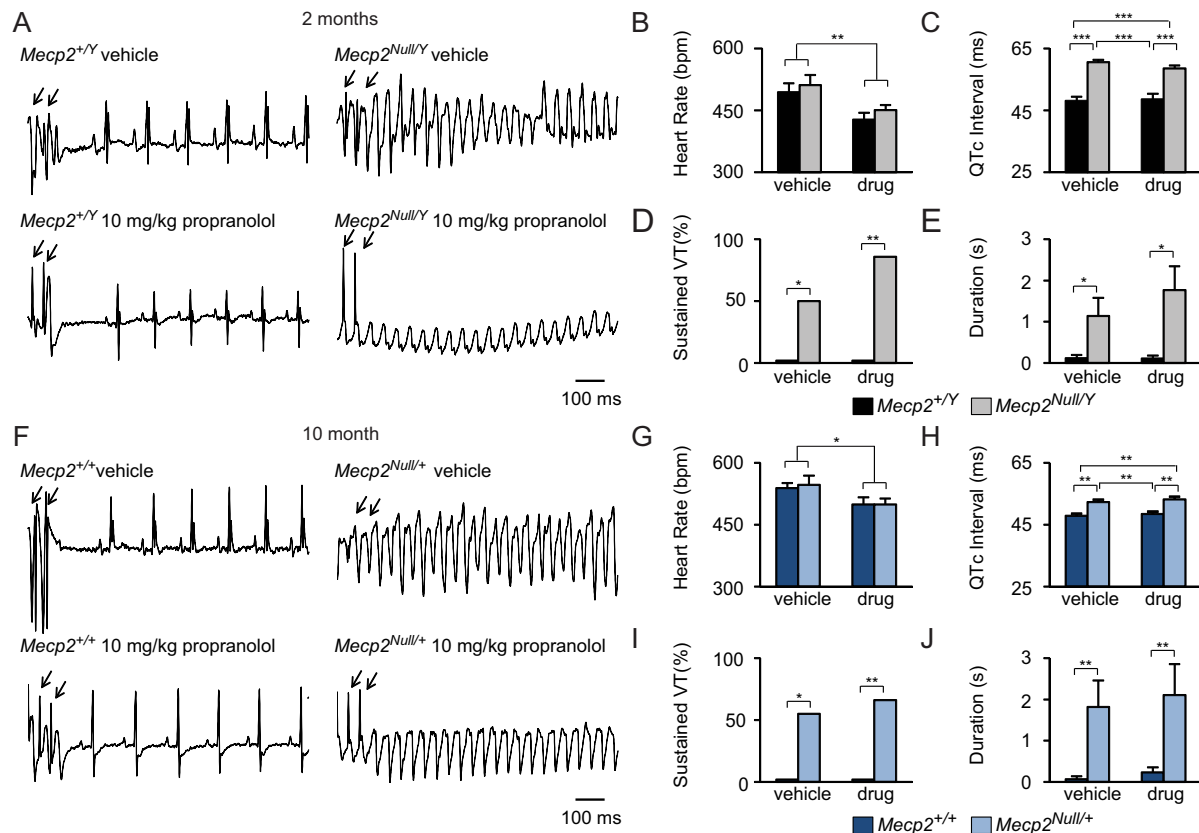 A
2 months
Mecp2+/Y vehicle
Mecp2Null/Y vehicle
Mecp2+/Y 10 mg/kg propranolol
Mecp2Null/Y 10 mg/kg propranolol
100 ms
B
Heart Rate (bpm)
600
450
300
**
vehicle drug
C
QTc Interval (ms)
65
45
25
***
*** *** ***
vehicle drug
D
Sustained VT(%)
100
50
0
*
**
vehicle drug
E
Duration (s)
3
2
1
0
*
*
vehicle drug
Mecp2+/Y Mecp2Null/Y
F
10 month
Mecp2+/+vehicle
Mecp2Null/+ vehicle
Mecp2+/+ 10 mg/kg propranolol
Mecp2Null/+ 10 mg/kg propranolol
100 ms
G
Heart Rate (bpm)
600
450
300
*
vehicle drug
H
QTc Interval (ms)
65
45
25
**
** ** **
vehicle drug
I
Sustained VT(%)
100
50
0
*
**
vehicle drug
J
Duration (s)
3
2
1
0
**
**
vehicle drug
Mecp2+/+ Mecp2Null/+